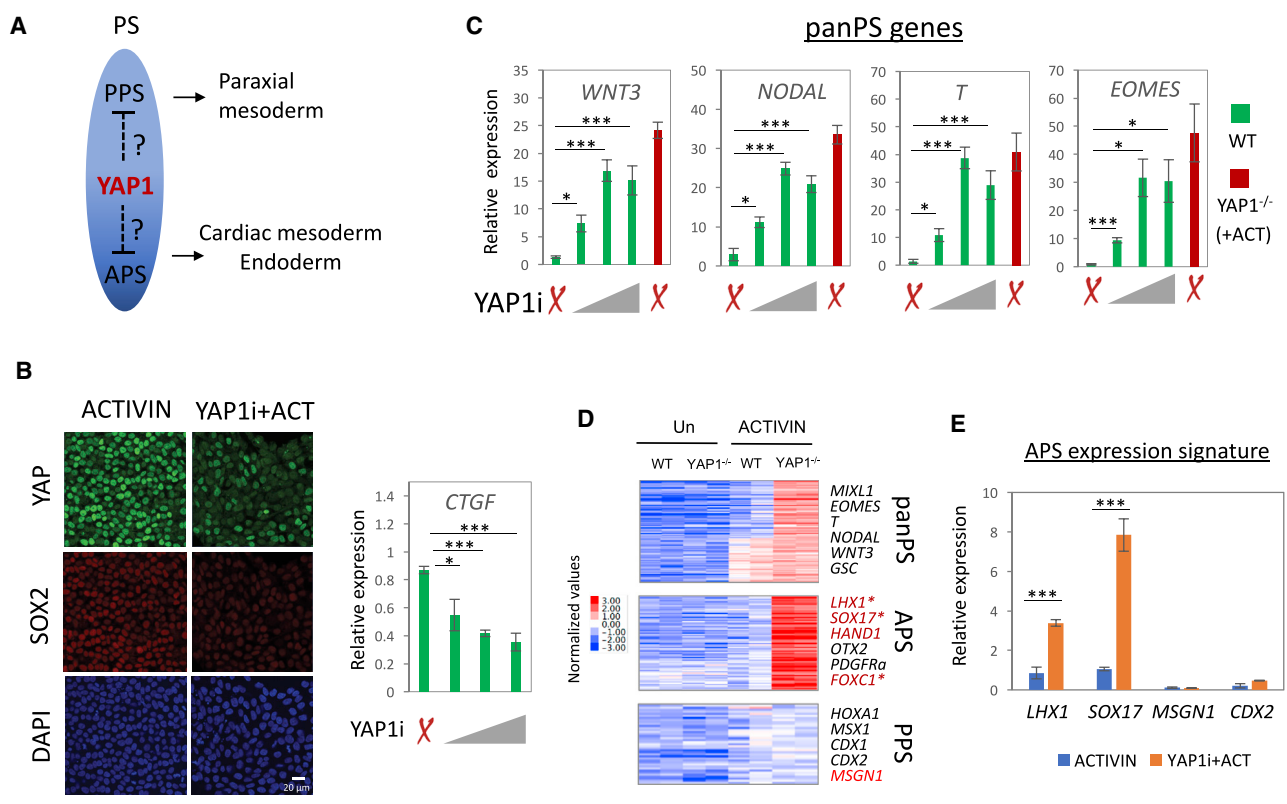 A
PS
PPS
Paraxial
mesoderm
?
YAP1
?
Cardiac mesoderm
Endoderm
APS
B
ACTIVIN YAP1i+ACT
YAP
SOX2
DAPI
20 µm
Relative expression
CTGF
1.4
1.2
1
0.8
0.6
0.4
0.2
0
***
***
*
YAP1i
C
panPS genes
Relative expression
WNT3
35
30
25
20
15
10
5
0
***
***
*
NODAL
50
40
30
20
10
0
***
***
*
T
70
60
50
40
30
20
10
0
***
***
*
EOMES
70
60
50
40
30
20
10
0
*
*
***
YAP1i
WT
YAP1-/-
(+ACT)
D
Un ACTIVIN
WT YAP1-/- WT YAP1-/-
Normalized values
3.00
2.00
1.00
0.00
−1.00
−2.00
−3.00
MIXL1
EOMES
T
NODAL
WNT3
GSC
panPS
LHX1*
SOX17*
HAND1
OTX2
PDGFRα
FOXC1*
APS
HOXA1
MSX1
CDX1
CDX2
MSGN1
PPS
E
APS expression signature
Relative expression
10
8
6
4
2
0
***
***
LHX1 SOX17 MSGN1 CDX2
ACTIVIN YAP1i+ACT